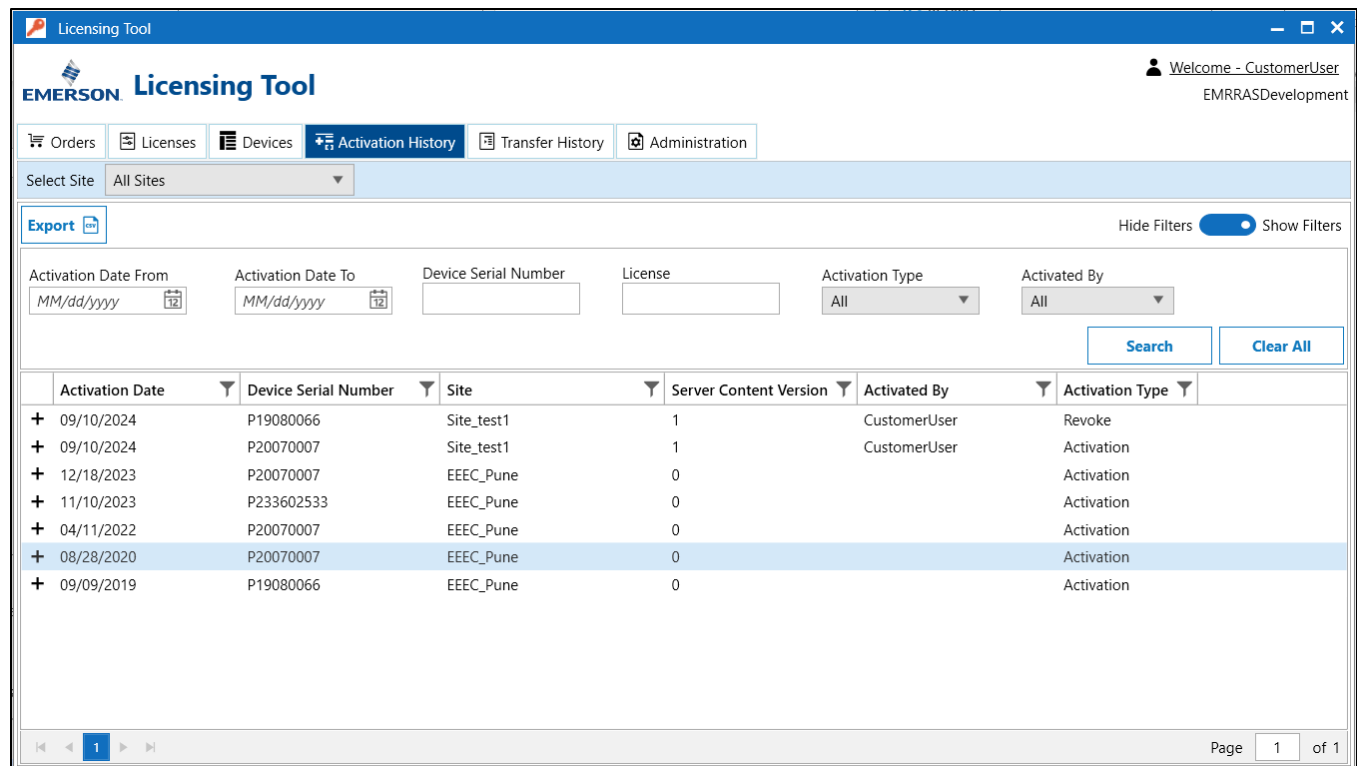 Licensing Tool
EMERSON. Licensing Tool
Welcome - CustomerUser
EMRRASDevelopment
Orders Licenses Devices Activation History Transfer History Administration
Select Site All Sites
Export CSV Hide Filters Show Filters
Activation Date From Activation Date To Device Serial Number License Activation Type Activated By
MM/dd/yyyy 12 MM/dd/yyyy 12 All All
Search Clear All
Activation Date Device Serial Number Site Server Content Version Activated By Activation Type
+ 09/10/2024 P19080066 Site_test1 1 CustomerUser Revoke
+ 09/10/2024 P20070007 Site_test1 1 CustomerUser Activation
+ 12/18/2023 P20070007 EEEC_Pune 0 Activation
+ 11/10/2023 P233602533 EEEC_Pune 0 Activation
+ 04/11/2022 P20070007 EEEC_Pune 0 Activation
+ 08/28/2020 P20070007 EEEC_Pune 0 Activation
+ 09/09/2019 P19080066 EEEC_Pune 0 Activation
1 Page 1 of 1